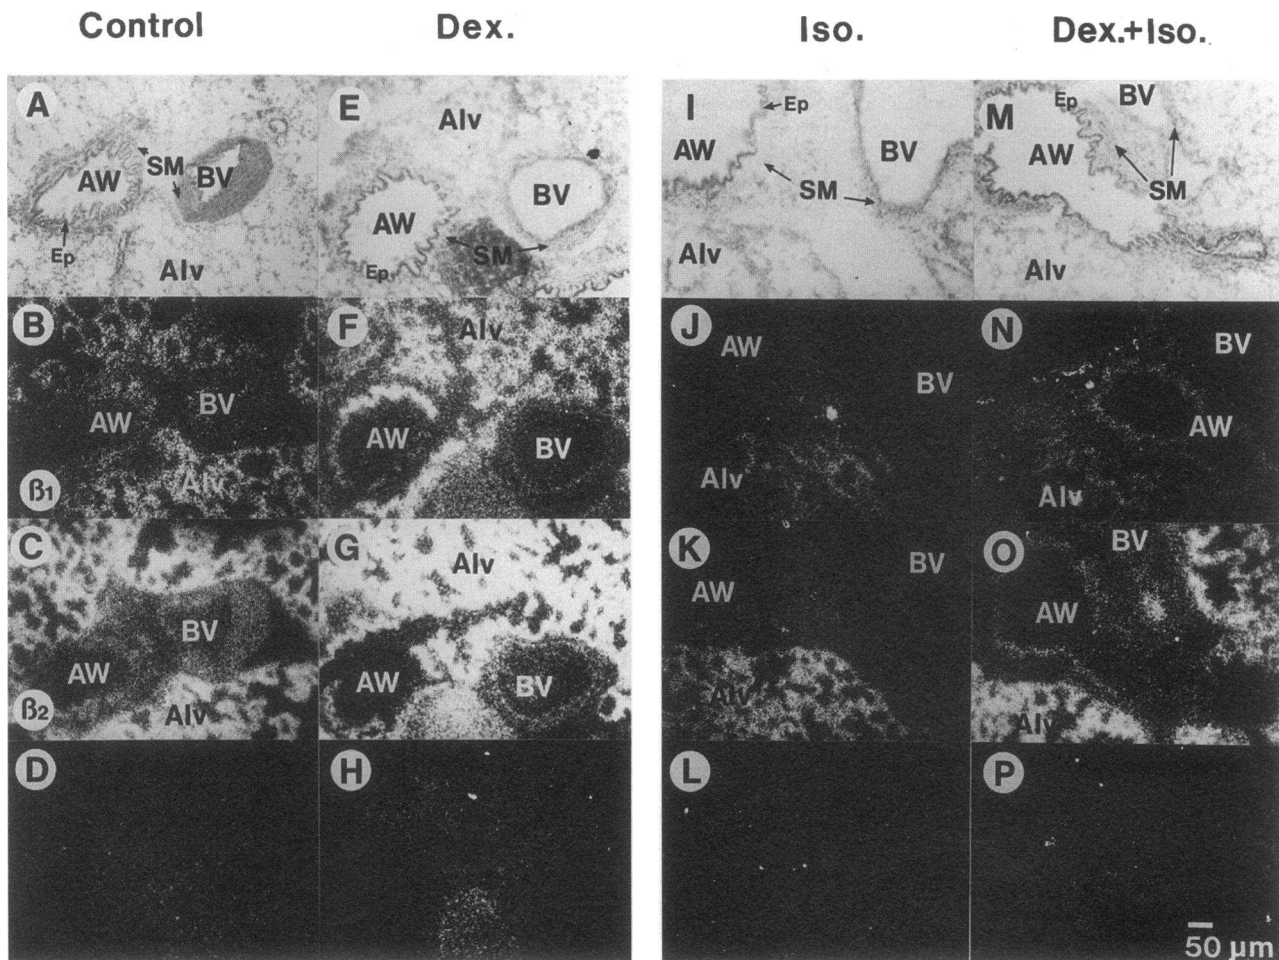 Control Dex. Iso. Dex.+Iso.
A SM AW BV Ep Alv
E Alv BV AW SM Ep
I Ep AW BV SM Alv
M Ep BV AW SM Alv
B AW BV Alv ß1
F Alv AW BV
J AW BV Alv
N BV AW Alv
C BV AW Alv ß2
G Alv AW BV
K BV AW Alv
O BV AW Alv
D
H
L
P
50 µm